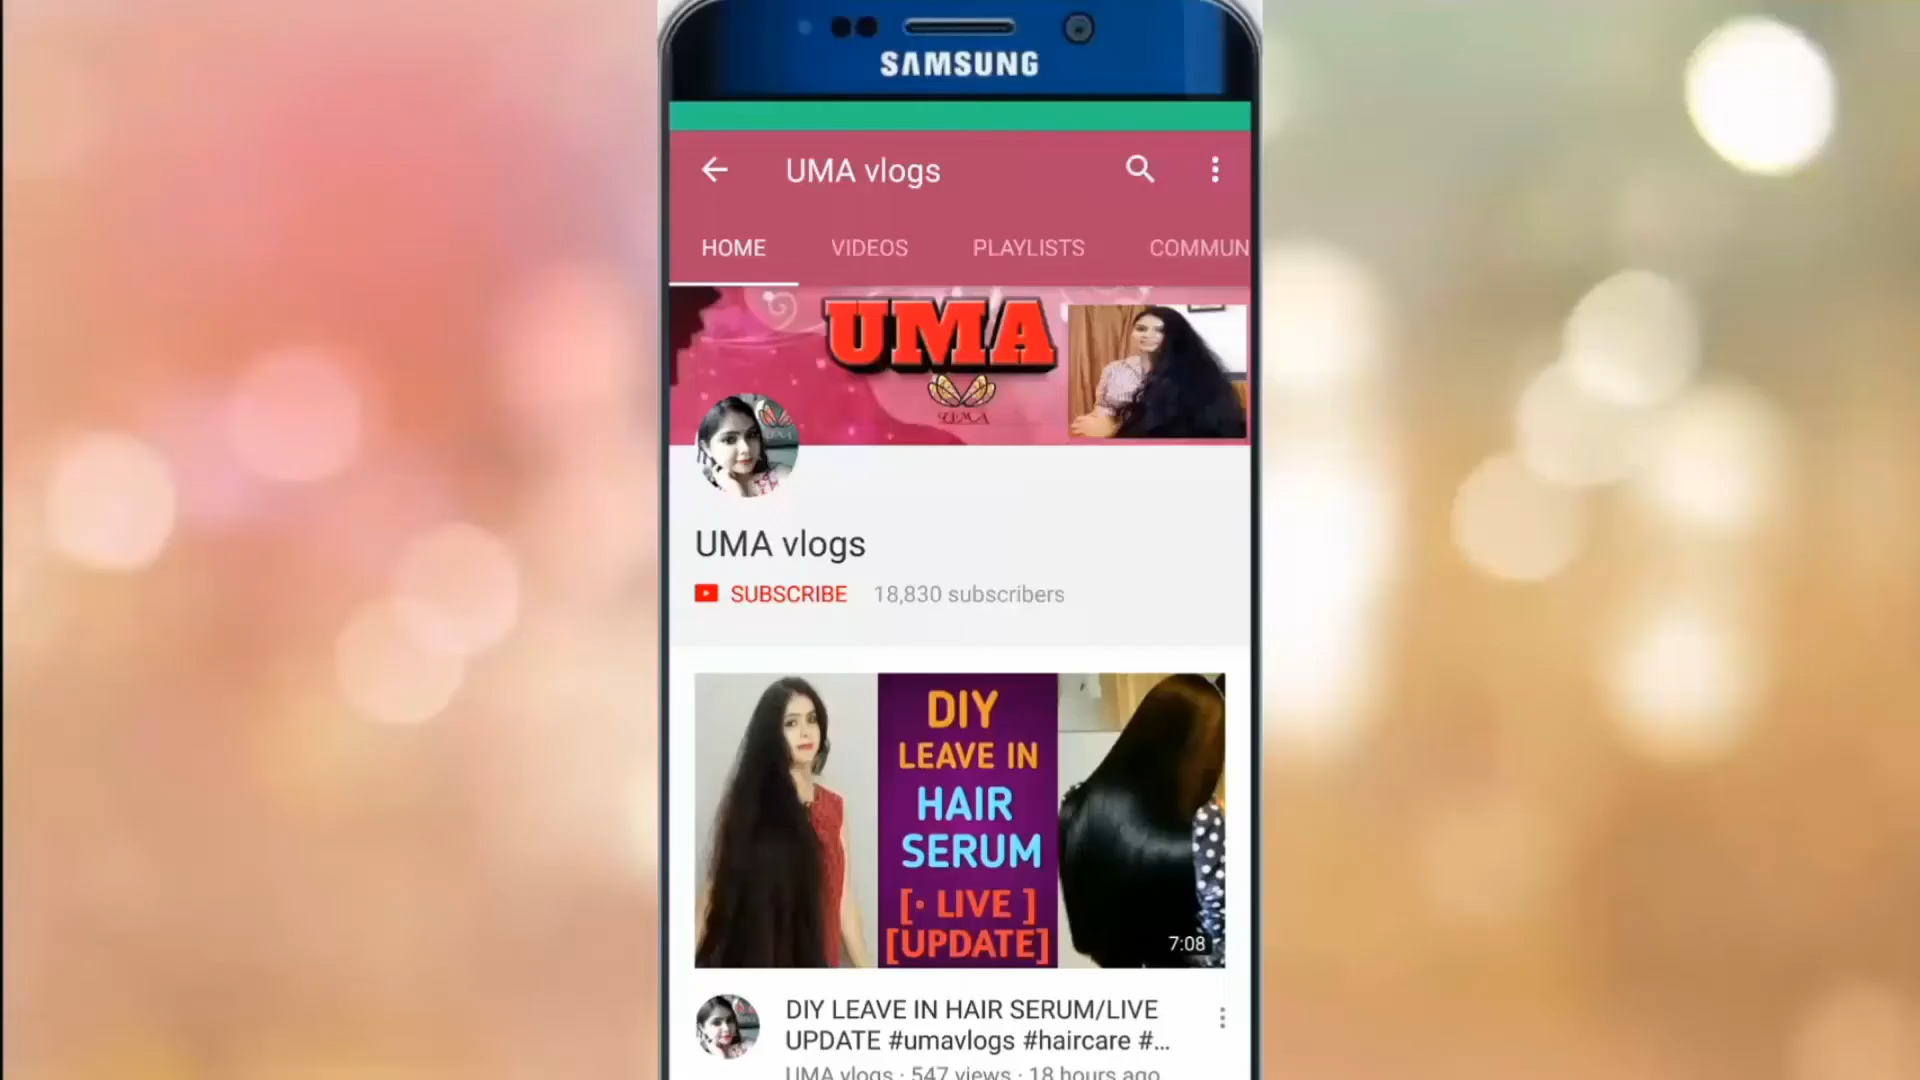 SAMSUNG
UMA vlogs
HOME VIDEOS PLAYLISTS COMMUN
UMA
UMA
UMA vlogs
SUBSCRIBE 18,830 subscribers
DIY
LEAVE IN
HAIR
SERUM
[· LIVE ]
[UPDATE]
7:08
DIY LEAVE IN HAIR SERUM/LIVE
UPDATE #umavlogs #haircare #...
UMA vlogs · 547 views · 18 hours ago